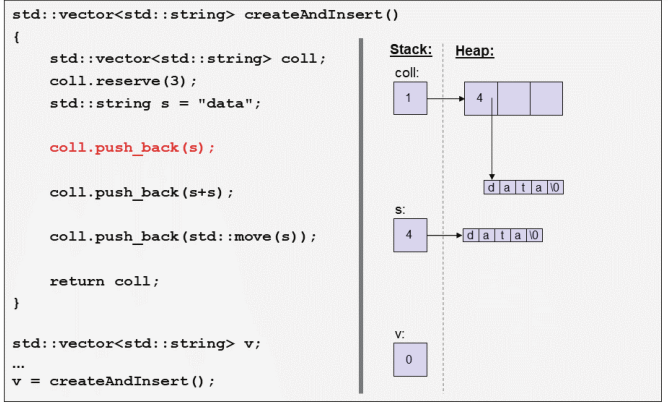 std::vector<std::string> createAndInsert()
{
    std::vector<std::string> coll;
    coll.reserve(3);
    std::string s = "data";
    coll.push_back(s);
    coll.push_back(s+s);
    coll.push_back(std::move(s));
    return coll;
}
std::vector<std::string> v;
...
v = createAndInsert();
Stack: Heap:
coll:
1 4
d a t a \0
s:
4 d a t a \0
v:
0